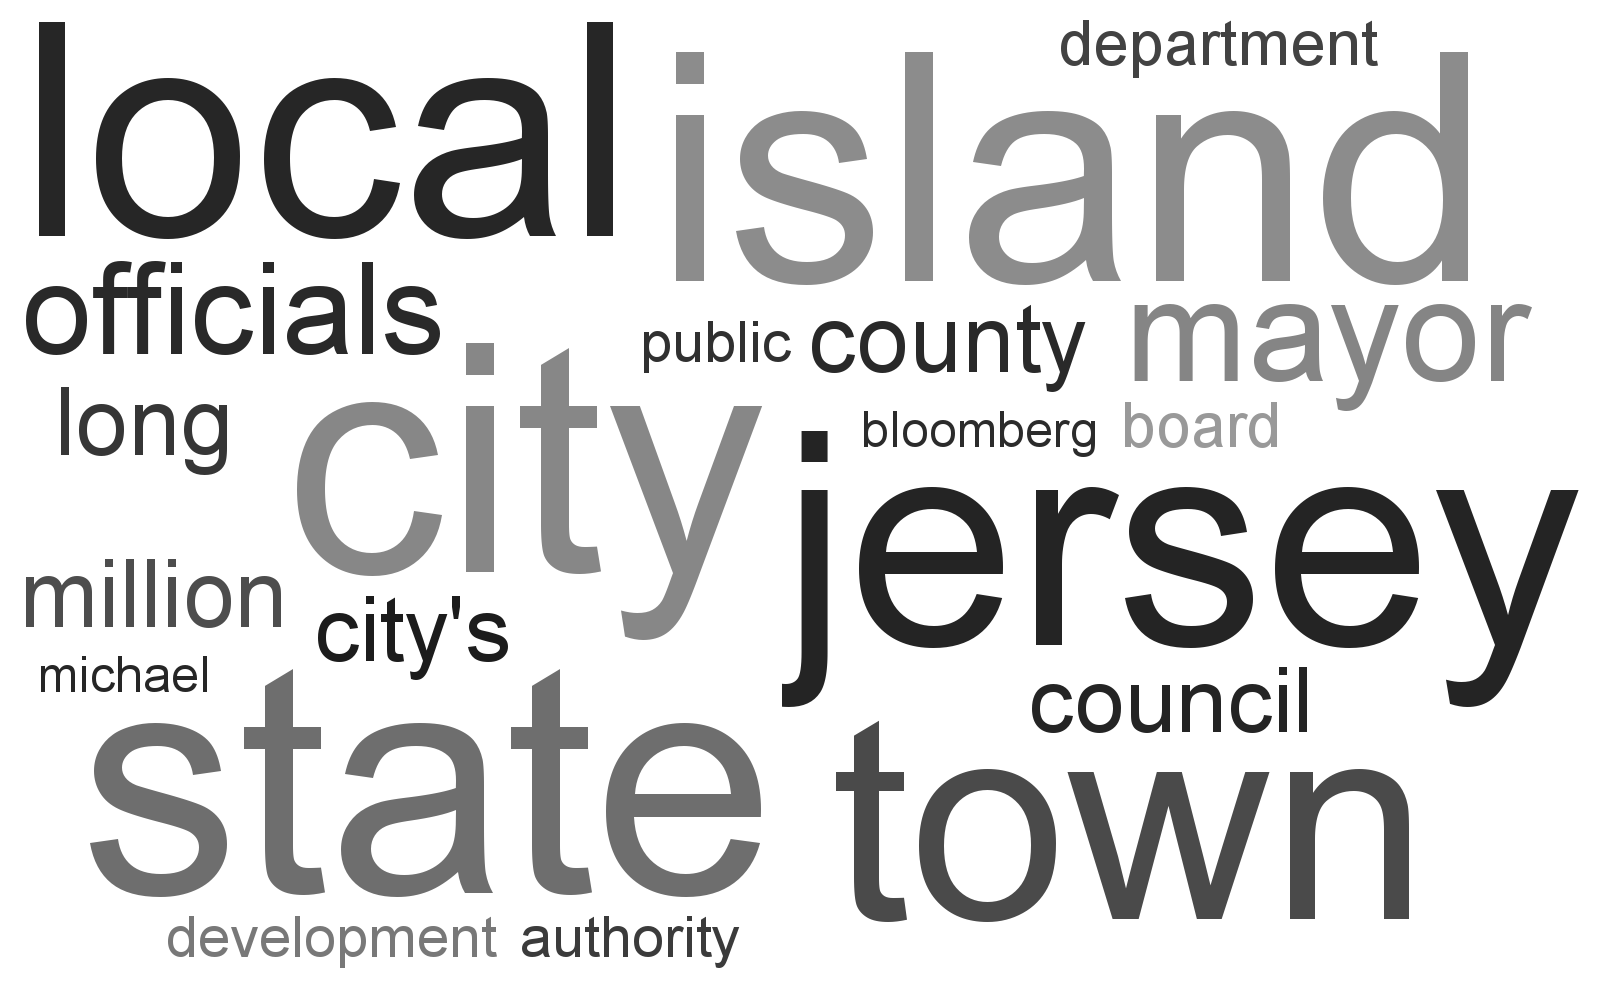 department
local island
officials
public county mayor
long city bloomberg board
jersey
million
city's
michael
council
state town
development authority